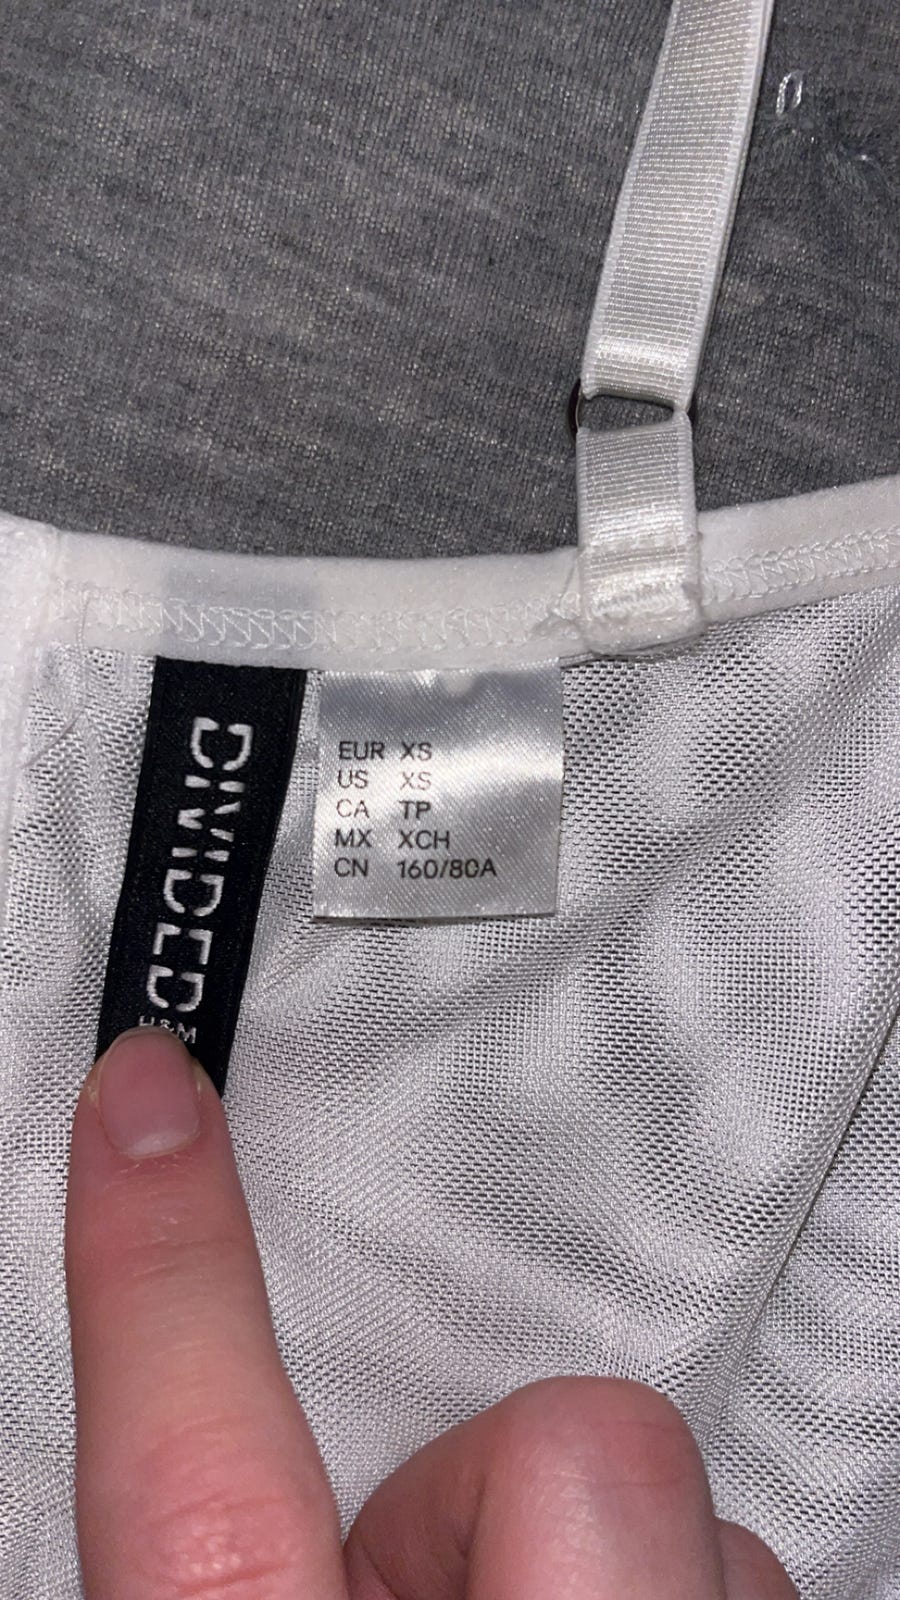 DIVIDED
H&M
EUR XS
US XS
CA TP
MX XCH
CN 160/80A